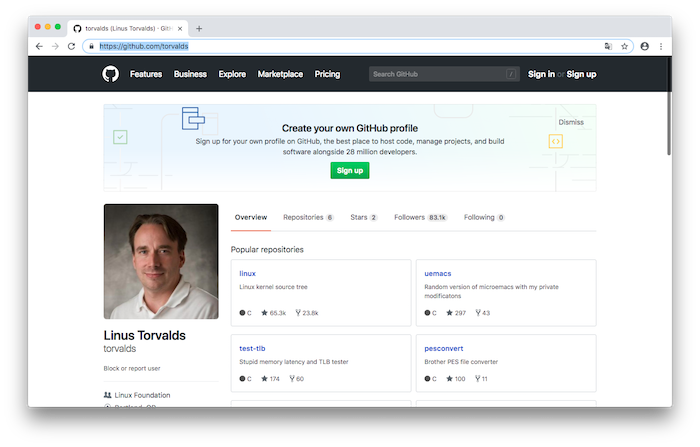 torvalds (Linus Torvalds) · GitH
https://github.com/torvalds
Features Business Explore Marketplace Pricing Search GitHub / Sign in or Sign up
Dismiss
Create your own GitHub profile
Sign up for your own profile on GitHub, the best place to host code, manage projects, and build
software alongside 28 million developers.
Sign up
Overview Repositories 6 Stars 2 Followers 83.1k Following 0
Popular repositories
linux
Linux kernel source tree
C 65.3k 23.8k
uemacs
Random version of microemacs with my private
modificatons
C 297 43
test-tlb
Stupid memory latency and TLB tester
C 174 60
pesconvert
Brother PES file converter
C 100 11
Linus Torvalds
torvalds
Block or report user
Linux Foundation
Portland, OR